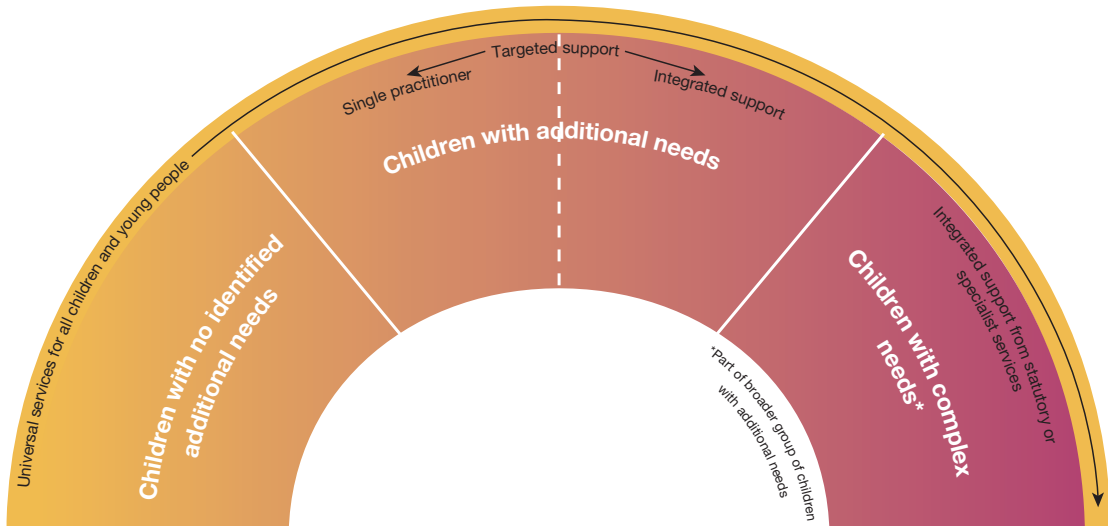 Universal services for all children and young people
Children with no identified
additional needs
Targeted support
Single practitioner
Integrated support
Children with additional needs
Integrated support from statutory or
specialist services
Children with complex
needs*
*Part of broader group of children
with additional needs